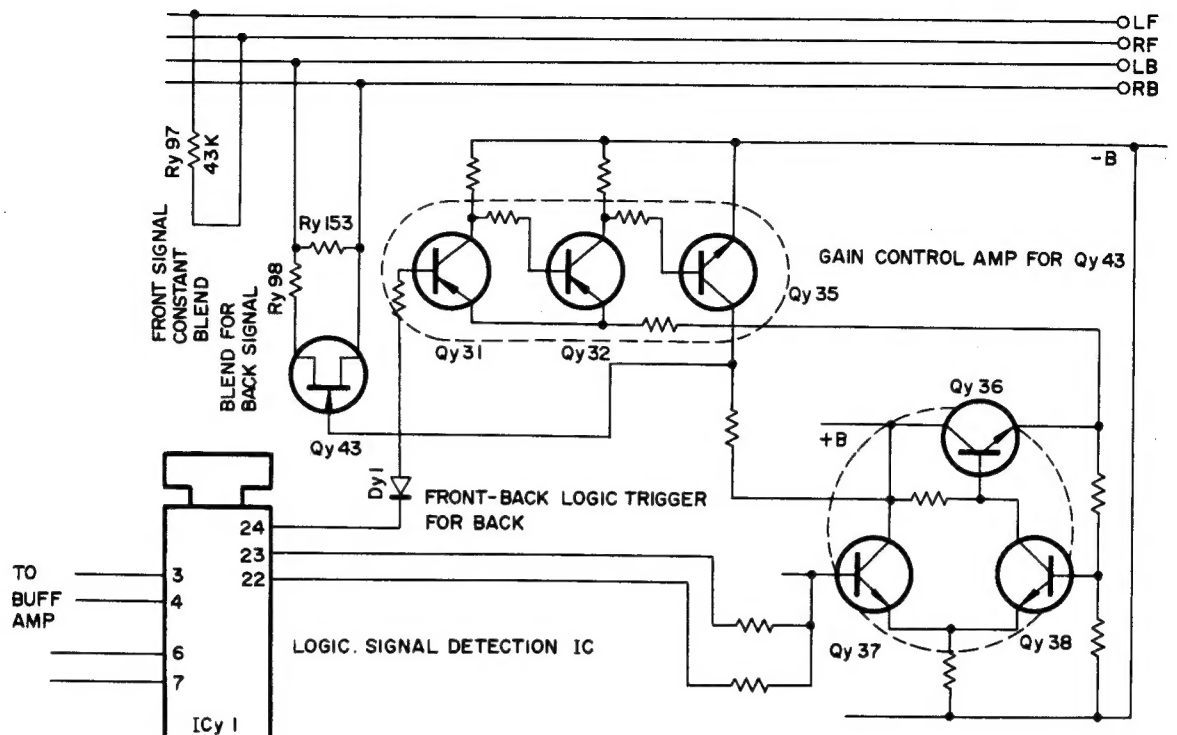 LF
RF
LB
RB
Ry 97
43K
FRONT SIGNAL
CONSTANT
BLEND
Ry 153
Ry 98
BLEND FOR
BACK SIGNAL
-B
GAIN CONTROL AMP FOR Qy 43
Qy 35
Qy 31
Qy 32
Qy 43
Qy 36
+B
Dy 1
FRONT-BACK LOGIC TRIGGER
FOR BACK
24
23
22
TO
BUFF
AMP
3
4
6
7
LOGIC. SIGNAL DETECTION IC
Qy 37
Qy 38
ICy 1